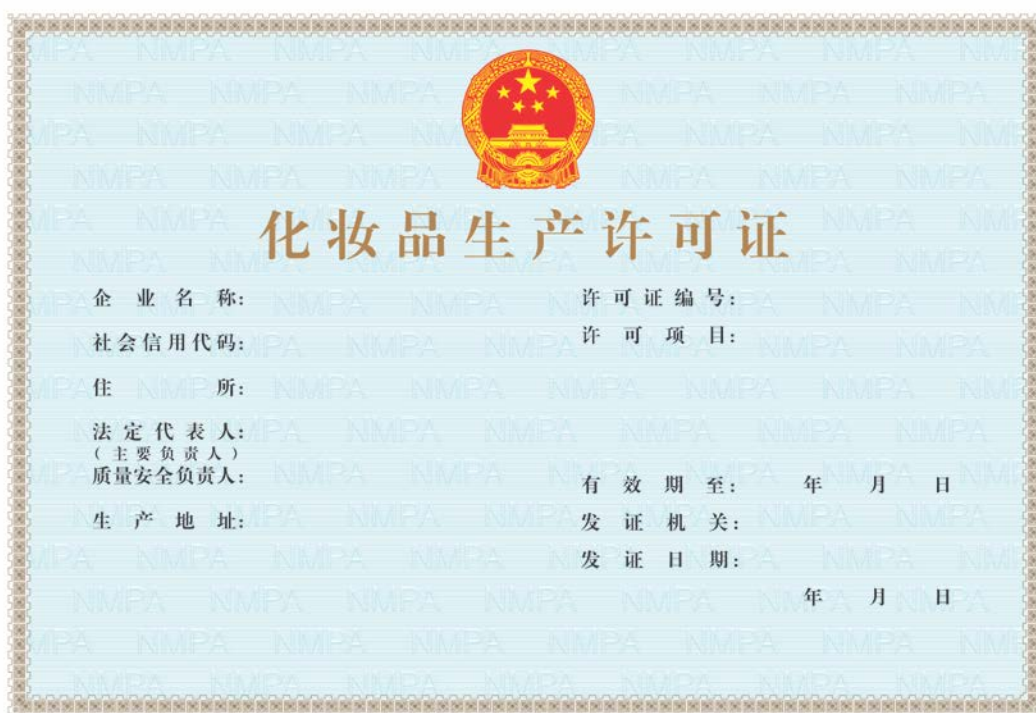 化妆品生产许可证
企业名称:
社会信用代码:
住所:
法定代表人:
(主要负责人)
质量安全负责人:
生产地址:
许可证编号:
许可项目:
有效期至: 年 月 日
发证机关:
发证日期:
年 月 日
NMPA